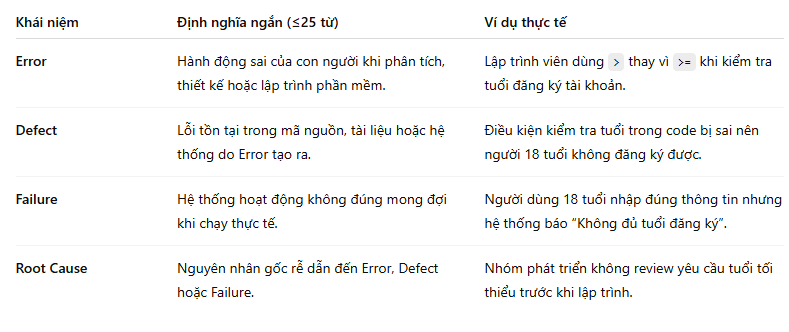 Khái niệm Định nghĩa ngắn (≤25 từ) Ví dụ thực tế
Error Hành động sai của con người khi phân tích, Lập trình viên dùng > thay vì >= khi kiểm tra
thiết kế hoặc lập trình phần mềm. tuổi đăng ký tài khoản.
Defect Lỗi tồn tại trong mã nguồn, tài liệu hoặc hệ Điều kiện kiểm tra tuổi trong code bị sai nên
thống do Error tạo ra. người 18 tuổi không đăng ký được.
Failure Hệ thống hoạt động không đúng mong đợi Người dùng 18 tuổi nhập đúng thông tin nhưng
khi chạy thực tế. hệ thống báo “Không đủ tuổi đăng ký”.
Root Cause Nguyên nhân gốc rễ dẫn đến Error, Defect Nhóm phát triển không review yêu cầu tuổi tối
hoặc Failure. thiểu trước khi lập trình.